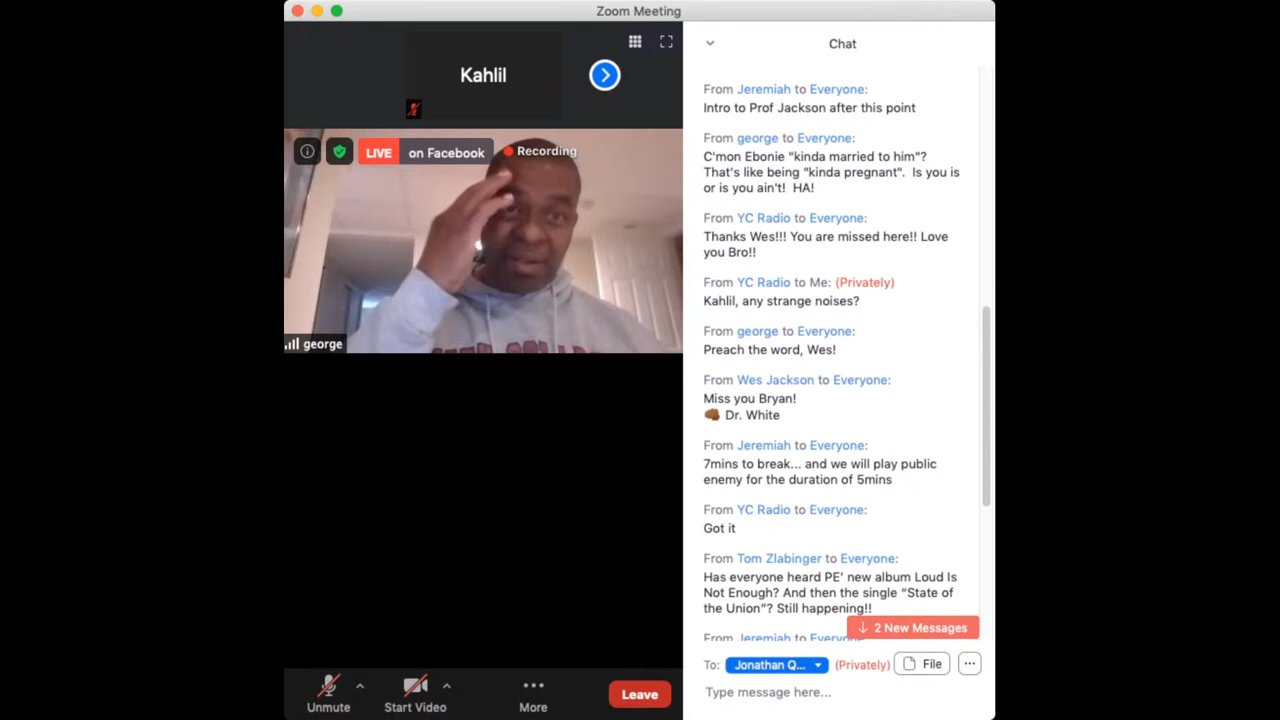 Zoom Meeting
Kahlil
LIVE on Facebook
Recording
george
Unmute
Start Video
More
Leave
Chat
From Jeremiah to Everyone:
Intro to Prof Jackson after this point
From george to Everyone:
C'mon Ebonie "kinda married to him"?
That's like being "kinda pregnant".  Is you is
or is you ain't!  HA!
From YC Radio to Everyone:
Thanks Wes!!! You are missed here!! Love
you Bro!!
From YC Radio to Me: (Privately)
Kahlil, any strange noises?
From george to Everyone:
Preach the word, Wes!
From Wes Jackson to Everyone:
Miss you Bryan!
👊🏾 Dr. White
From Jeremiah to Everyone:
7mins to break... and we will play public
enemy for the duration of 5mins
From YC Radio to Everyone:
Got it
From Tom Zlabinger to Everyone:
Has everyone heard PE’ new album Loud Is
Not Enough? And then the single “State of
the Union”? Still happening!!
From Jeremiah to Everyone
2 New Messages
To: Jonathan Q... (Privately) File
Type message here...